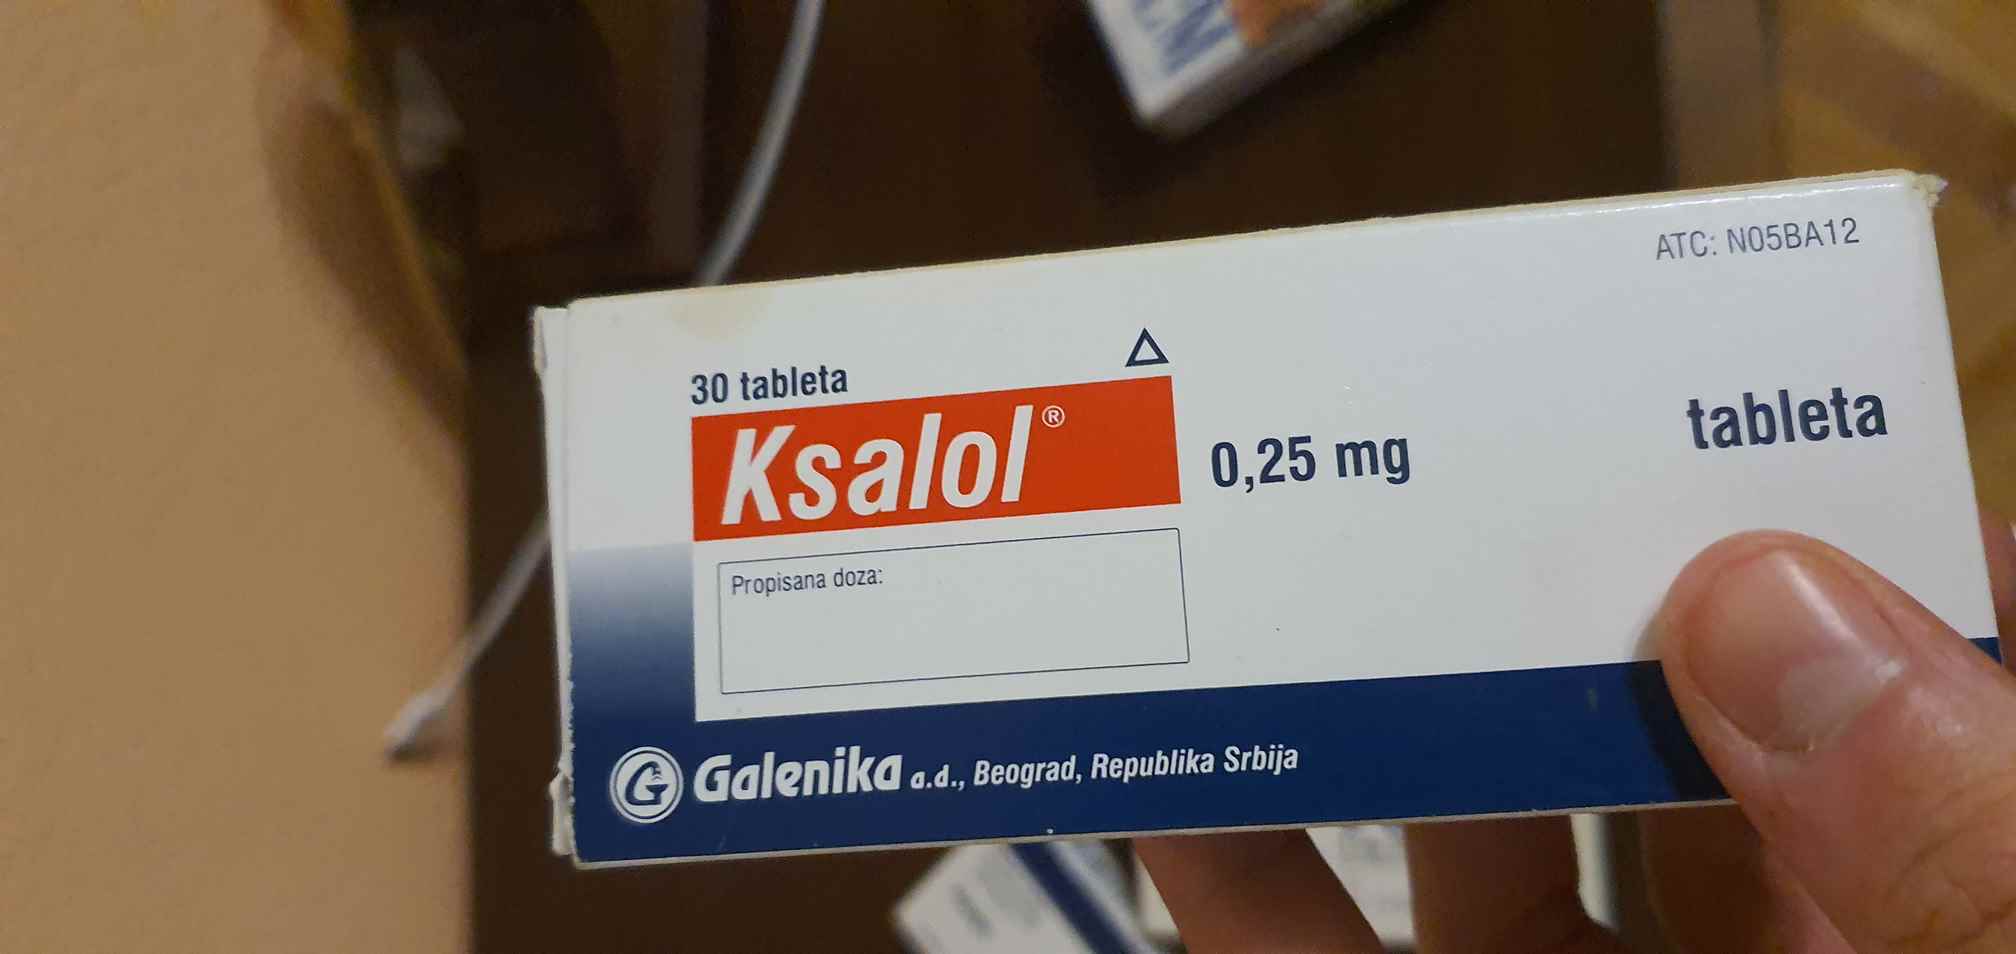 ATC: N05BA12
30 tableta
Ksalol®
0,25 mg
tableta
Propisana doza:
Galenika a.d., Beograd, Republika Srbija